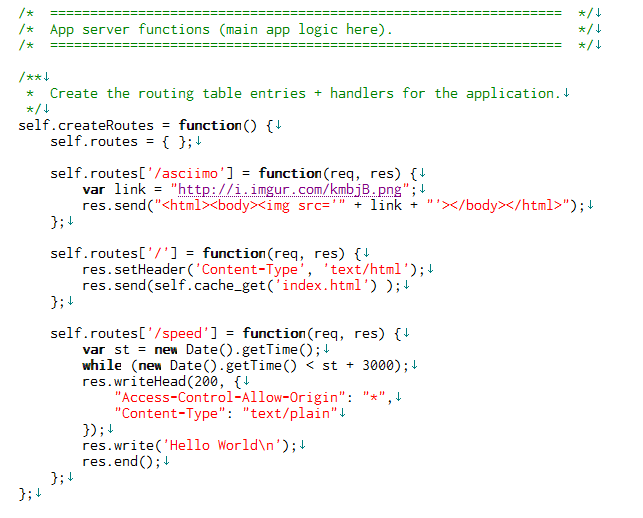 /*  ================================================================  */↓
/*  App server functions (main app logic here).                       */↓
/*  ================================================================  */↓

/**↓
 *  Create the routing table entries + handlers for the application.↓
 */↓
self.createRoutes = function() {↓
    self.routes = { };↓

    self.routes['/asciimo'] = function(req, res) {↓
        var link = "http://i.imgur.com/kmbjB.png";↓
        res.send("<html><body><img src='" + link + "'></body></html>");↓
    };↓

    self.routes['/'] = function(req, res) {↓
        res.setHeader('Content-Type', 'text/html');↓
        res.send(self.cache_get('index.html') );↓
    };↓

    self.routes['/speed'] = function(req, res) {↓
        var st = new Date().getTime();↓
        while (new Date().getTime() < st + 3000);↓
        res.writeHead(200, {↓
            "Access-Control-Allow-Origin": "*",↓
            "Content-Type": "text/plain"↓
        });↓
        res.write('Hello World\n');↓
        res.end();↓
    };↓
};↓